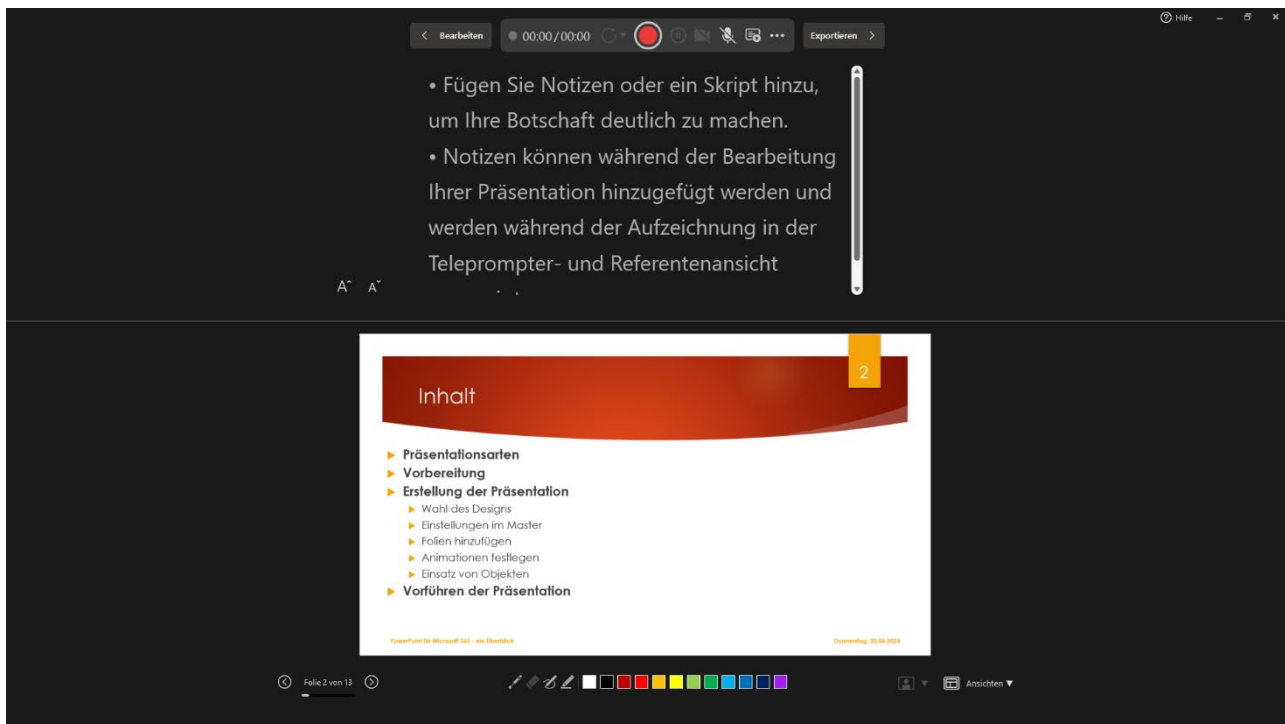 Hilfe
Bearbeiten
00:00/00:00
Exportieren
• Fügen Sie Notizen oder ein Skript hinzu,
um Ihre Botschaft deutlich zu machen.
• Notizen können während der Bearbeitung
Ihrer Präsentation hinzugefügt werden und
werden während der Aufzeichnung in der
Teleprompter- und Referentenansicht
Aˆ Aˇ
2
Inhalt
Präsentationsarten
Vorbereitung
Erstellung der Präsentation
Wahl des Designs
Einstellungen im Master
Folien hinzufügen
Animationen festlegen
Einsatz von Objekten
Vorführen der Präsentation
PowerPoint für Microsoft 365 - ein Überblick
Donnerstag, 20.06.2024
Folie 2 von 13
Ansichten